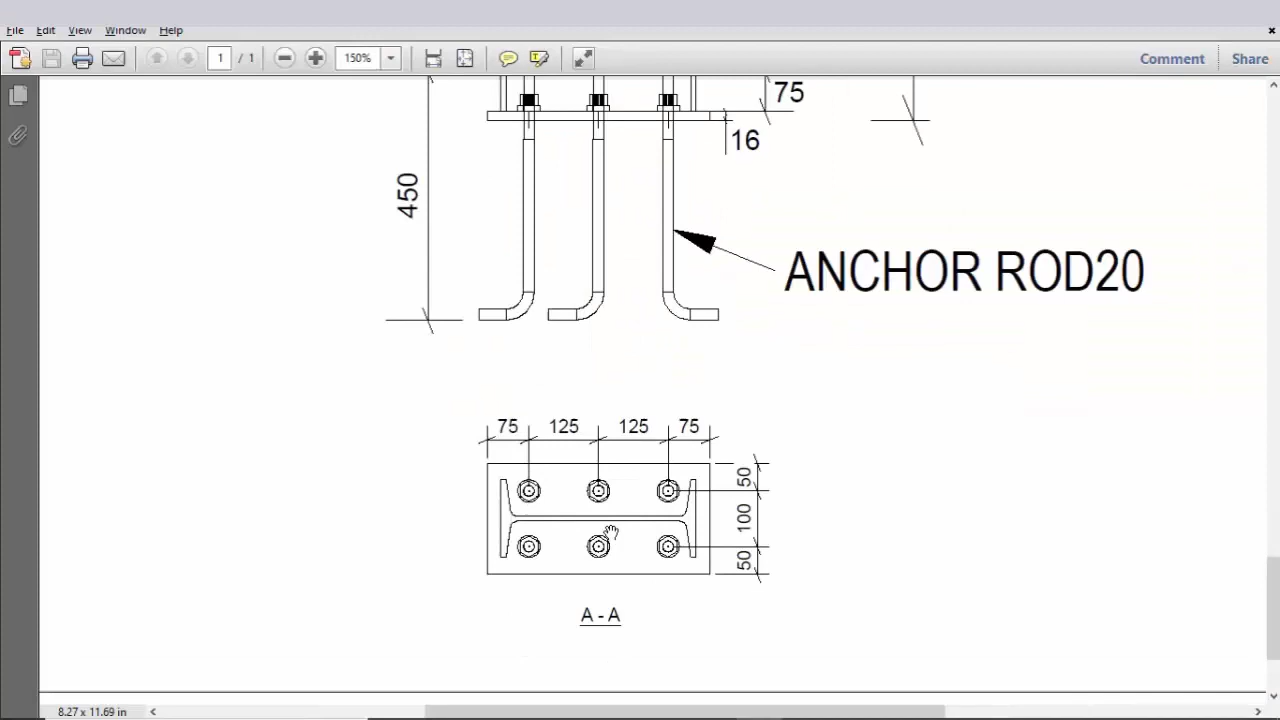 File Edit View Window Help
1 / 1 150% Comment Share
75
16
450
ANCHOR ROD20
75 125 125 75
50
100
50
A - A
8.27 x 11.69 in